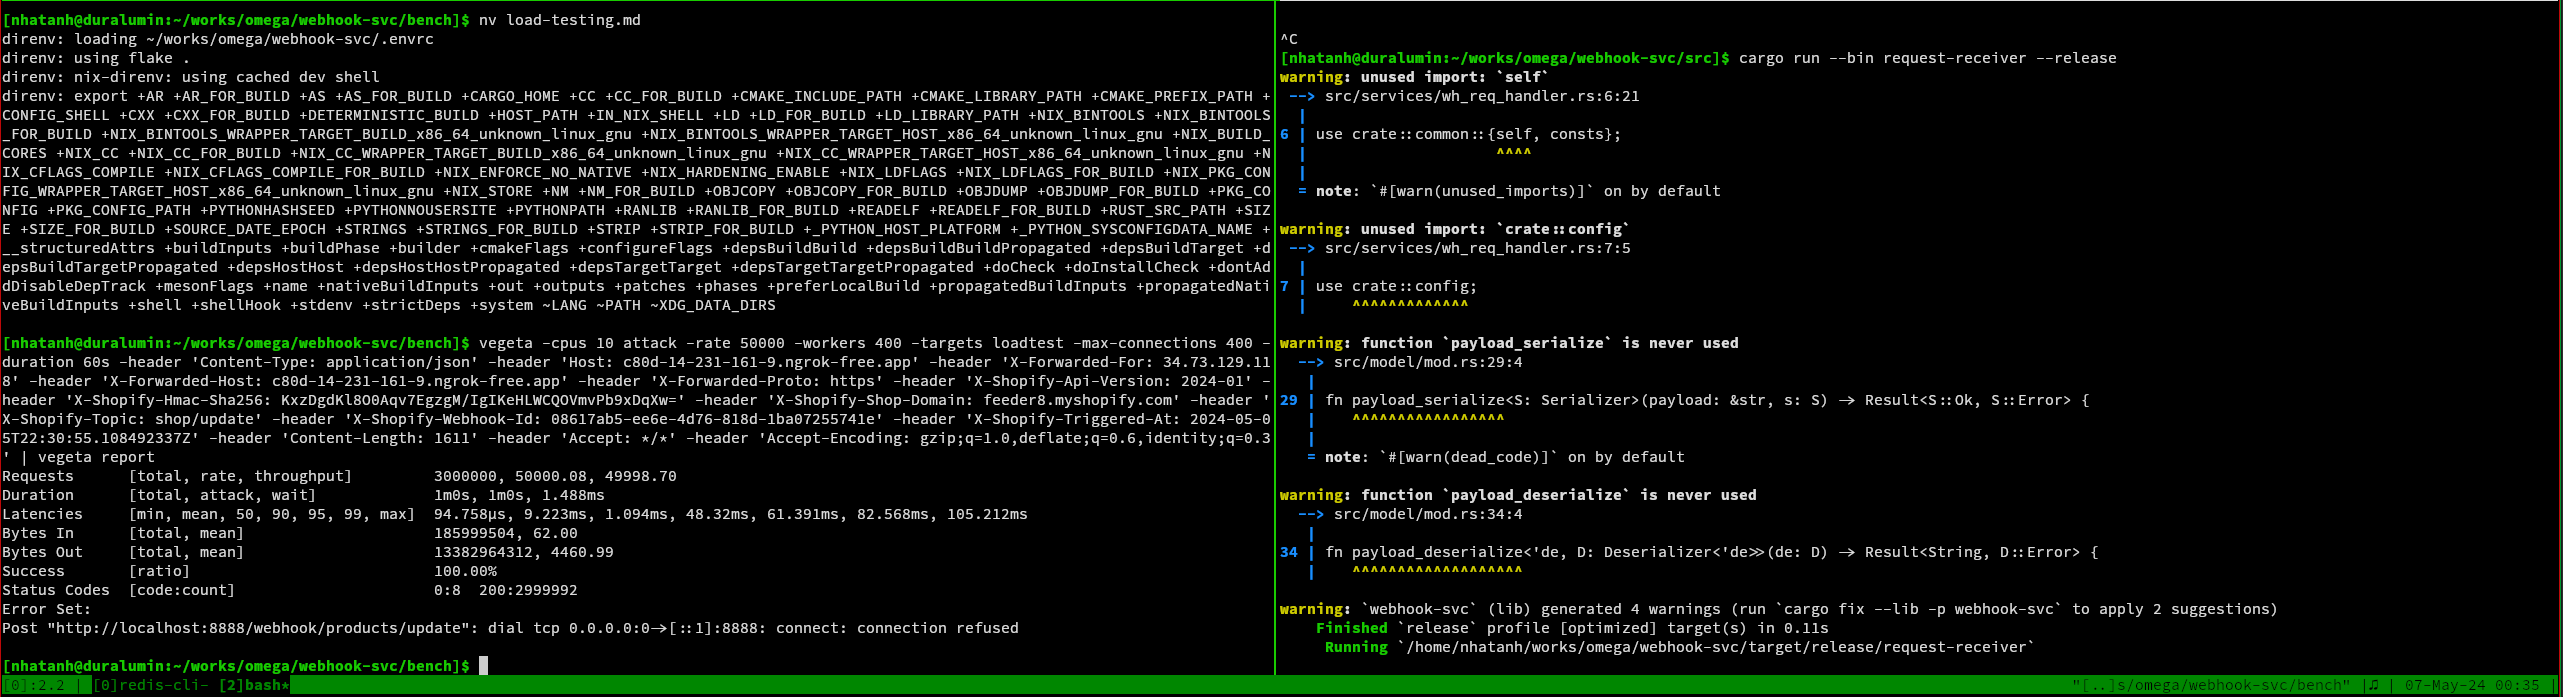 [nhatanh@duralumin:~/works/omega/webhook-svc/bench]$ nv load-testing.md
direnv: loading ~/works/omega/webhook-svc/.envrc
direnv: using flake .
direnv: nix-direnv: using cached dev shell
direnv: export +AR +AR_FOR_BUILD +AS +AS_FOR_BUILD +CARGO_HOME +CC +CC_FOR_BUILD +CMAKE_INCLUDE_PATH +CMAKE_LIBRARY_PATH +CMAKE_PREFIX_PATH +
CONFIG_SHELL +CXX +CXX_FOR_BUILD +DETERMINISTIC_BUILD +HOST_PATH +IN_NIX_SHELL +LD +LD_FOR_BUILD +LD_LIBRARY_PATH +NIX_BINTOOLS +NIX_BINTOOLS
_FOR_BUILD +NIX_BINTOOLS_WRAPPER_TARGET_BUILD_x86_64_unknown_linux_gnu +NIX_BINTOOLS_WRAPPER_TARGET_HOST_x86_64_unknown_linux_gnu +NIX_BUILD_
CORES +NIX_CC +NIX_CC_FOR_BUILD +NIX_CC_WRAPPER_TARGET_BUILD_x86_64_unknown_linux_gnu +NIX_CC_WRAPPER_TARGET_HOST_x86_64_unknown_linux_gnu +N
IX_CFLAGS_COMPILE +NIX_CFLAGS_COMPILE_FOR_BUILD +NIX_ENFORCE_NO_NATIVE +NIX_HARDENING_ENABLE +NIX_LDFLAGS +NIX_LDFLAGS_FOR_BUILD +NIX_PKG_CON
FIG_WRAPPER_TARGET_HOST_x86_64_unknown_linux_gnu +NIX_STORE +NM +NM_FOR_BUILD +OBJCOPY +OBJCOPY_FOR_BUILD +OBJDUMP +OBJDUMP_FOR_BUILD +PKG_CO
NFIG +PKG_CONFIG_PATH +PYTHONHASHSEED +PYTHONNOUSERSITE +PYTHONPATH +RANLIB +RANLIB_FOR_BUILD +READELF +READELF_FOR_BUILD +RUST_SRC_PATH +SIZ
E +SIZE_FOR_BUILD +SOURCE_DATE_EPOCH +STRINGS +STRINGS_FOR_BUILD +STRIP +STRIP_FOR_BUILD +_PYTHON_HOST_PLATFORM +_PYTHON_SYSCONFIGDATA_NAME +
__structuredAttrs +buildInputs +buildPhase +builder +cmakeFlags +configureFlags +depsBuildBuild +depsBuildBuildPropagated +depsBuildTarget +d
epsBuildTargetPropagated +depsHostHost +depsHostHostPropagated +depsTargetTarget +depsTargetTargetPropagated +doCheck +doInstallCheck +dontAd
dDisableDepTrack +mesonFlags +name +nativeBuildInputs +out +outputs +patches +phases +preferLocalBuild +propagatedBuildInputs +propagatedNati
veBuildInputs +shell +shellHook +stdenv +strictDeps +system ~LANG ~PATH ~XDG_DATA_DIRS
[nhatanh@duralumin:~/works/omega/webhook-svc/bench]$ vegeta -cpus 10 attack -rate 50000 -workers 400 -targets loadtest -max-connections 400 -
duration 60s -header 'Content-Type: application/json' -header 'Host: c80d-14-231-161-9.ngrok-free.app' -header 'X-Forwarded-For: 34.73.129.11
8' -header 'X-Forwarded-Host: c80d-14-231-161-9.ngrok-free.app' -header 'X-Forwarded-Proto: https' -header 'X-Shopify-Api-Version: 2024-01' -
header 'X-Shopify-Hmac-Sha256: KxzDgdKl8O0Aqv7EgzgM/IgIKeHLWCQOVmvPb9xDqXw=' -header 'X-Shopify-Shop-Domain: feeder8.myshopify.com' -header '
X-Shopify-Topic: shop/update' -header 'X-Shopify-Webhook-Id: 08617ab5-ee6e-4d76-818d-1ba07255741e' -header 'X-Shopify-Triggered-At: 2024-05-0
5T22:30:55.108492337Z' -header 'Content-Length: 1611' -header 'Accept: */*' -header 'Accept-Encoding: gzip;q=1.0,deflate;q=0.6,identity;q=0.3
' | vegeta report
Requests      [total, rate, throughput]         3000000, 50000.08, 49998.70
Duration      [total, attack, wait]             1m0s, 1m0s, 1.488ms
Latencies     [min, mean, 50, 90, 95, 99, max]  94.758µs, 9.223ms, 1.094ms, 48.32ms, 61.391ms, 82.568ms, 105.212ms
Bytes In      [total, mean]                     185999504, 62.00
Bytes Out     [total, mean]                     13382964312, 4460.99
Success       [ratio]                           100.00%
Status Codes  [code:count]                      0:8  200:2999992
Error Set:
Post "http://localhost:8888/webhook/products/update": dial tcp 0.0.0.0:0->[::1]:8888: connect: connection refused
[nhatanh@duralumin:~/works/omega/webhook-svc/bench]$
^C
[nhatanh@duralumin:~/works/omega/webhook-svc/src]$ cargo run --bin request-receiver --release
warning: unused import: `self`
--> src/services/wh_req_handler.rs:6:21
|
6 | use crate::common::{self, consts};
| ^^^^
|
= note: `#[warn(unused_imports)]` on by default
warning: unused import: `crate::config`
--> src/services/wh_req_handler.rs:7:5
|
7 | use crate::config;
| ^^^^^^^^^^^^^
warning: function `payload_serialize` is never used
--> src/model/mod.rs:29:4
|
29 | fn payload_serialize<S: Serializer>(payload: &str, s: S) -> Result<S::Ok, S::Error> {
| ^^^^^^^^^^^^^^^^^
|
= note: `#[warn(dead_code)]` on by default
warning: function `payload_deserialize` is never used
--> src/model/mod.rs:34:4
|
34 | fn payload_deserialize<'de, D: Deserializer<'de>>(de: D) -> Result<String, D::Error> {
| ^^^^^^^^^^^^^^^^^^^
warning: `webhook-svc` (lib) generated 4 warnings (run `cargo fix --lib -p webhook-svc` to apply 2 suggestions)
Finished `release` profile [optimized] target(s) in 0.11s
Running `/home/nhatanh/works/omega/webhook-svc/target/release/request-receiver`
[0]:2.2 | [0]redis-cli- [2]bash* "[..]s/omega/webhook-svc/bench" |♫ | 07-May-24 00:35 |